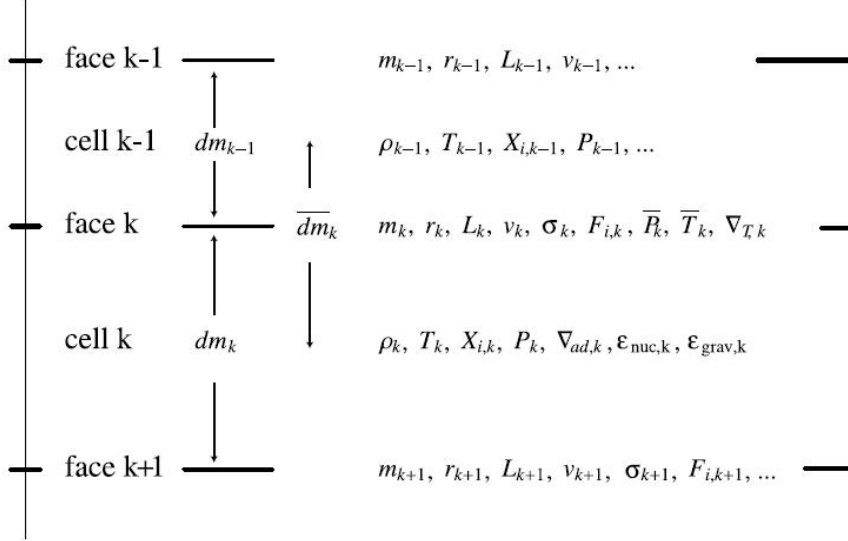 face k-1 m_{k−1}, r_{k−1}, L_{k−1}, v_{k−1}, ...
cell k-1 dm_{k−1} ρ_{k−1}, T_{k−1}, X_{i,k−1}, P_{k−1}, ...
face k \overline{dm}_k m_k, r_k, L_k, v_k, σ_k, F_{i,k}, \overline{P}_k, \overline{T}_k, ∇_{T,k}
cell k dm_k ρ_k, T_k, X_{i,k}, P_k, ∇_{ad,k}, ε_{nuc,k}, ε_{grav,k}
face k+1 m_{k+1}, r_{k+1}, L_{k+1}, v_{k+1}, σ_{k+1}, F_{i,k+1}, ...